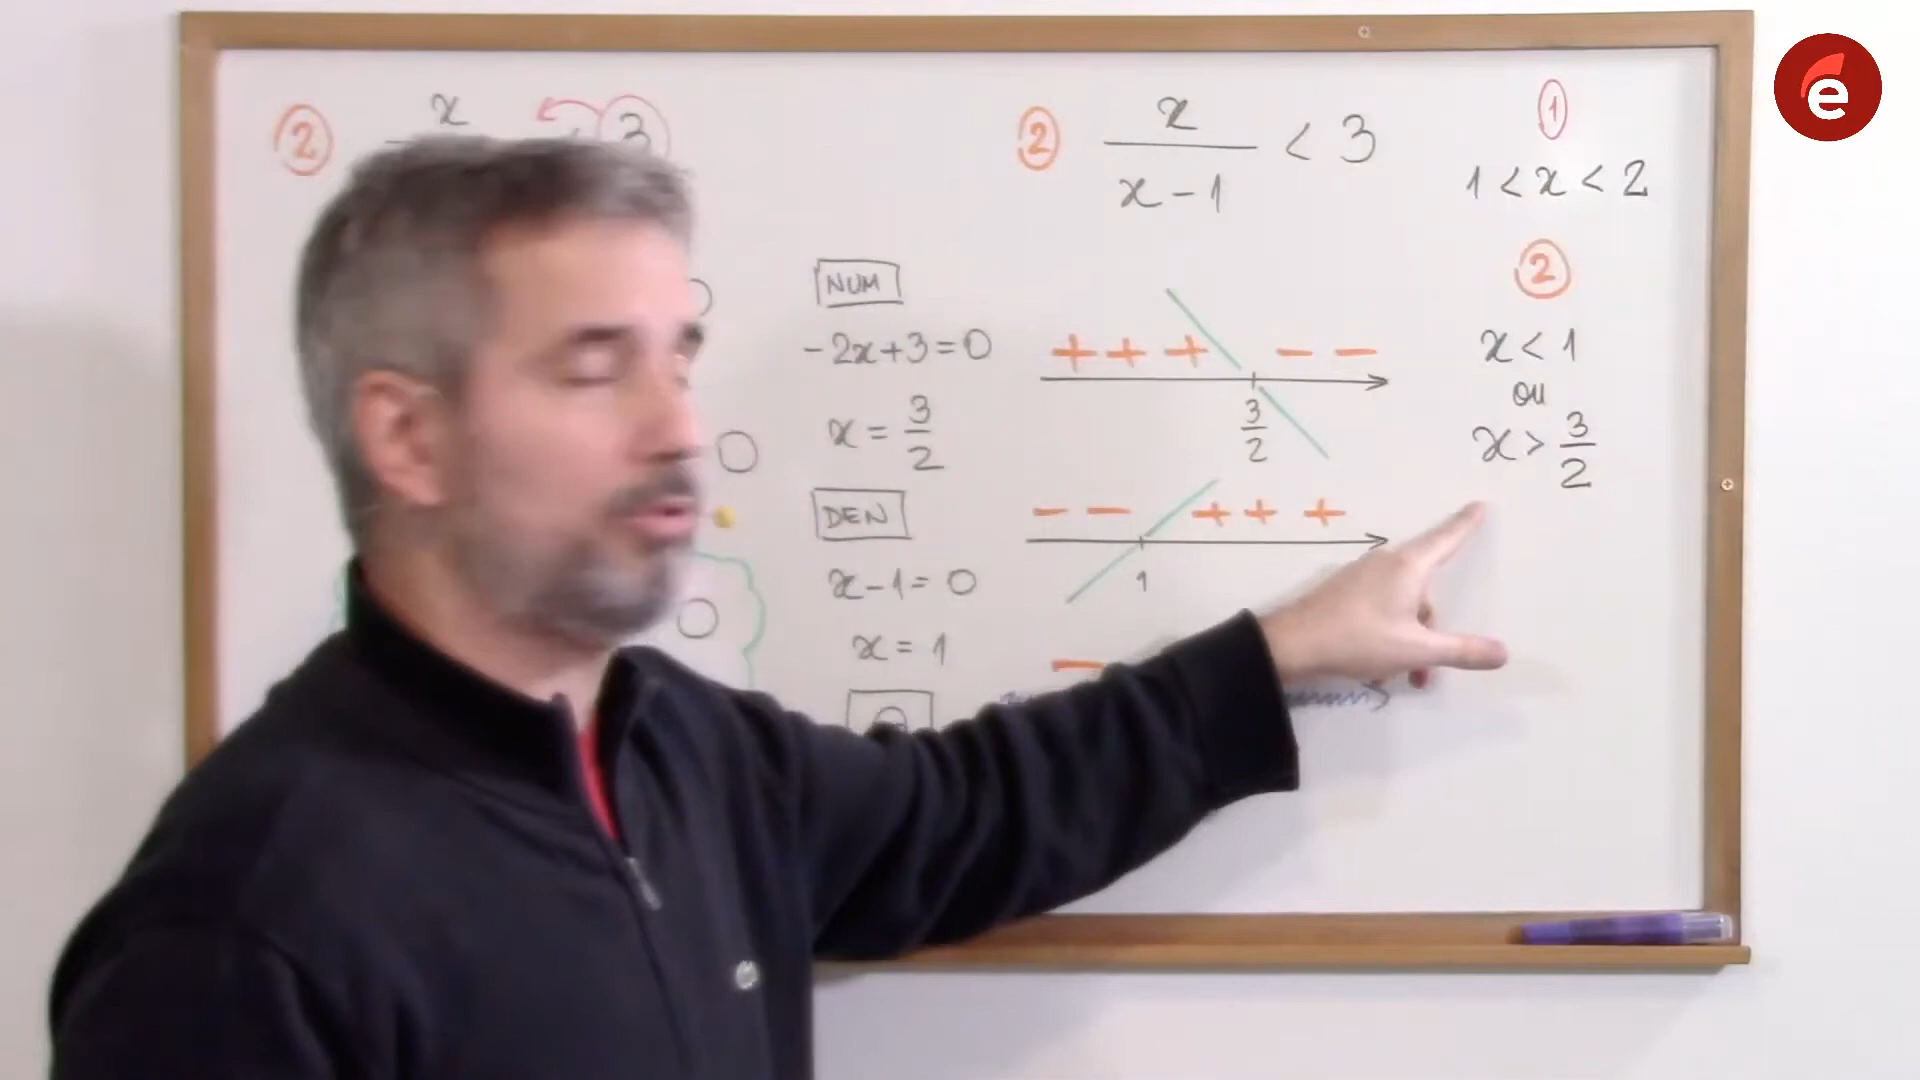 2
x
3
2
x
x - 1
< 3
1
1 < x < 2
2
x < 1
ou
x > 3
2
NUM
-2x+3=0
x = 3
2
DEN
x-1=0
x = 1
+ + + - -
3
2
- - + + +
1
-
e